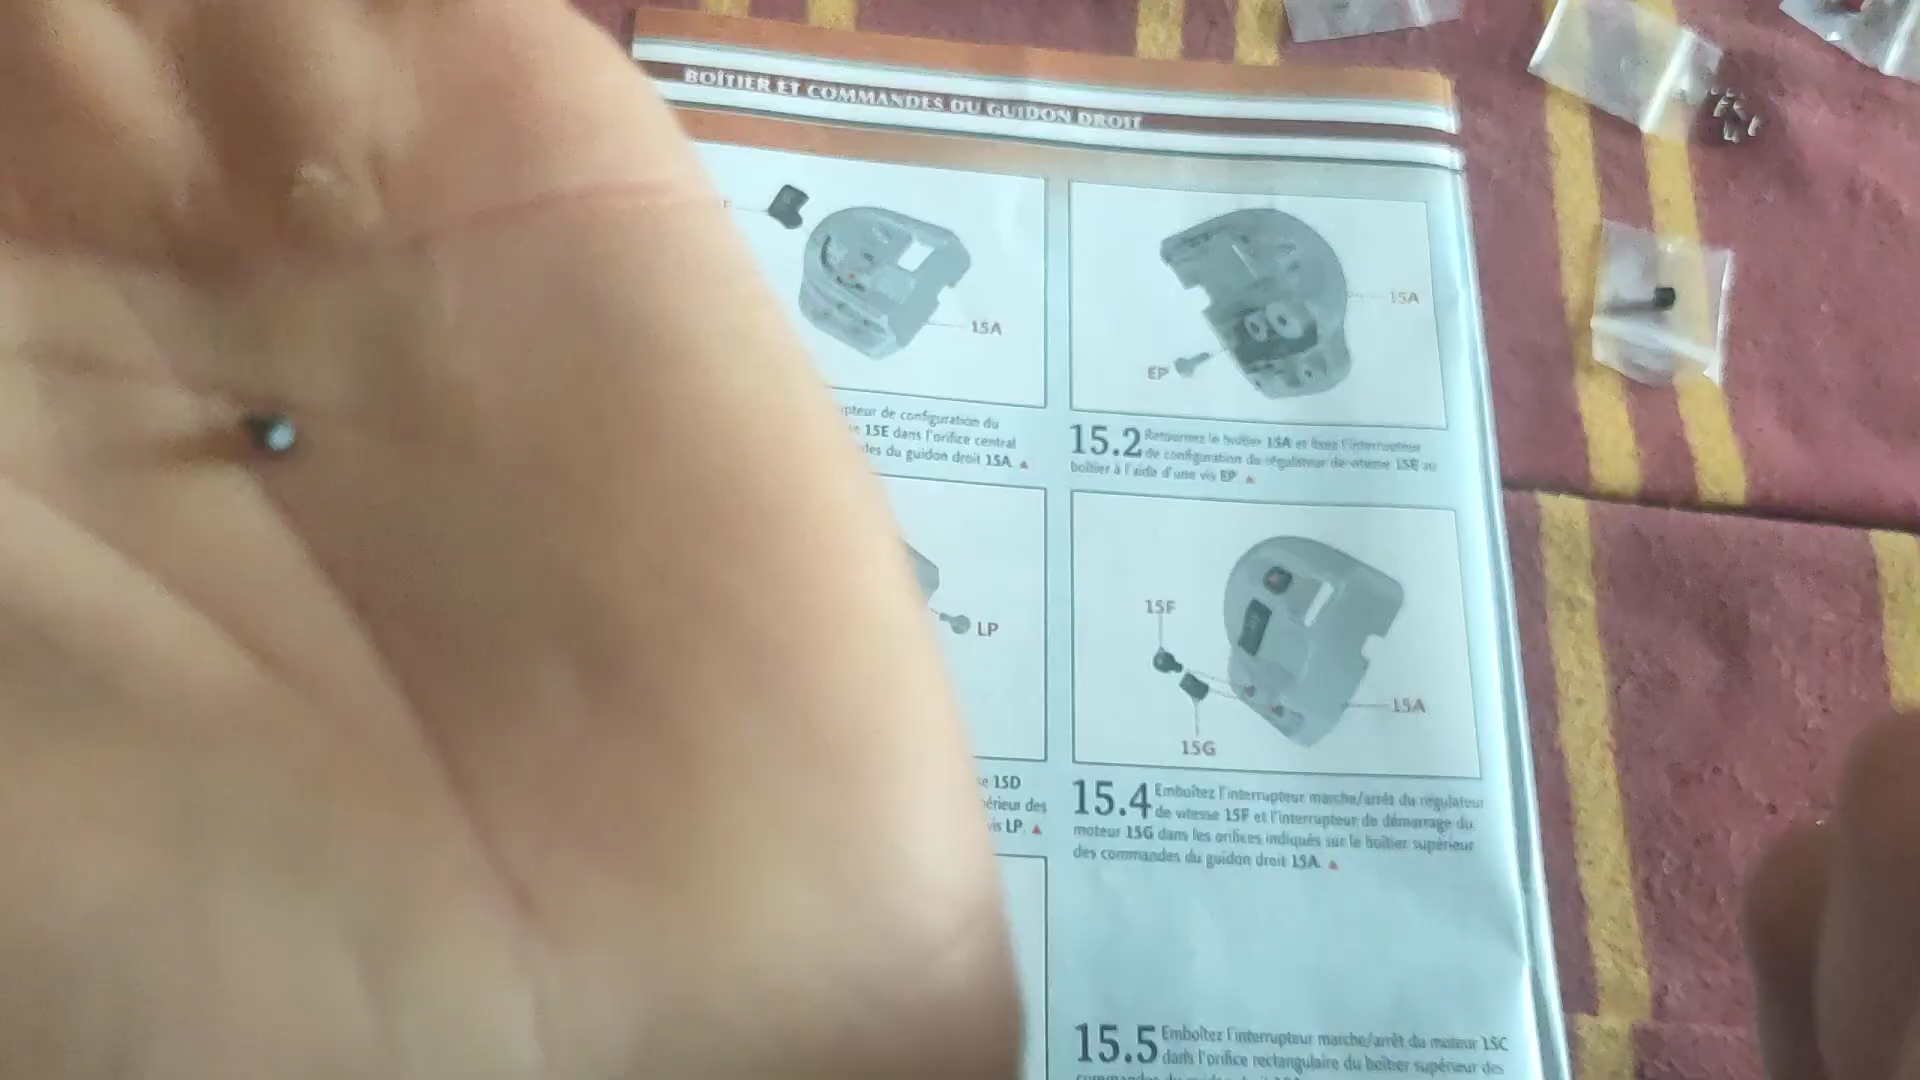 BOÎTIER ET COMMANDES DU GUIDON DROIT
15A
15A
EP
pteur de configuration du
15E dans l'orifice central
des du guidon droit 15A.
15.2 Retournez le boîtier 15A et fixez l'interrupteur
de configuration du régulateur de vitesse 15E au
boîtier à l'aide d'une vis EP.
LP
15F
15G
15A
15D
érieur des
vis LP.
15.4 Emboîtez l'interrupteur marche/arrêt du régulateur
de vitesse 15F et l'interrupteur de démarrage du
moteur 15G dans les orifices indiqués sur le boîtier supérieur
des commandes du guidon droit 15A.
15.5 Emboîtez l'interrupteur marche/arrêt du moteur 15C
dans l'orifice rectangulaire du boîtier supérieur des